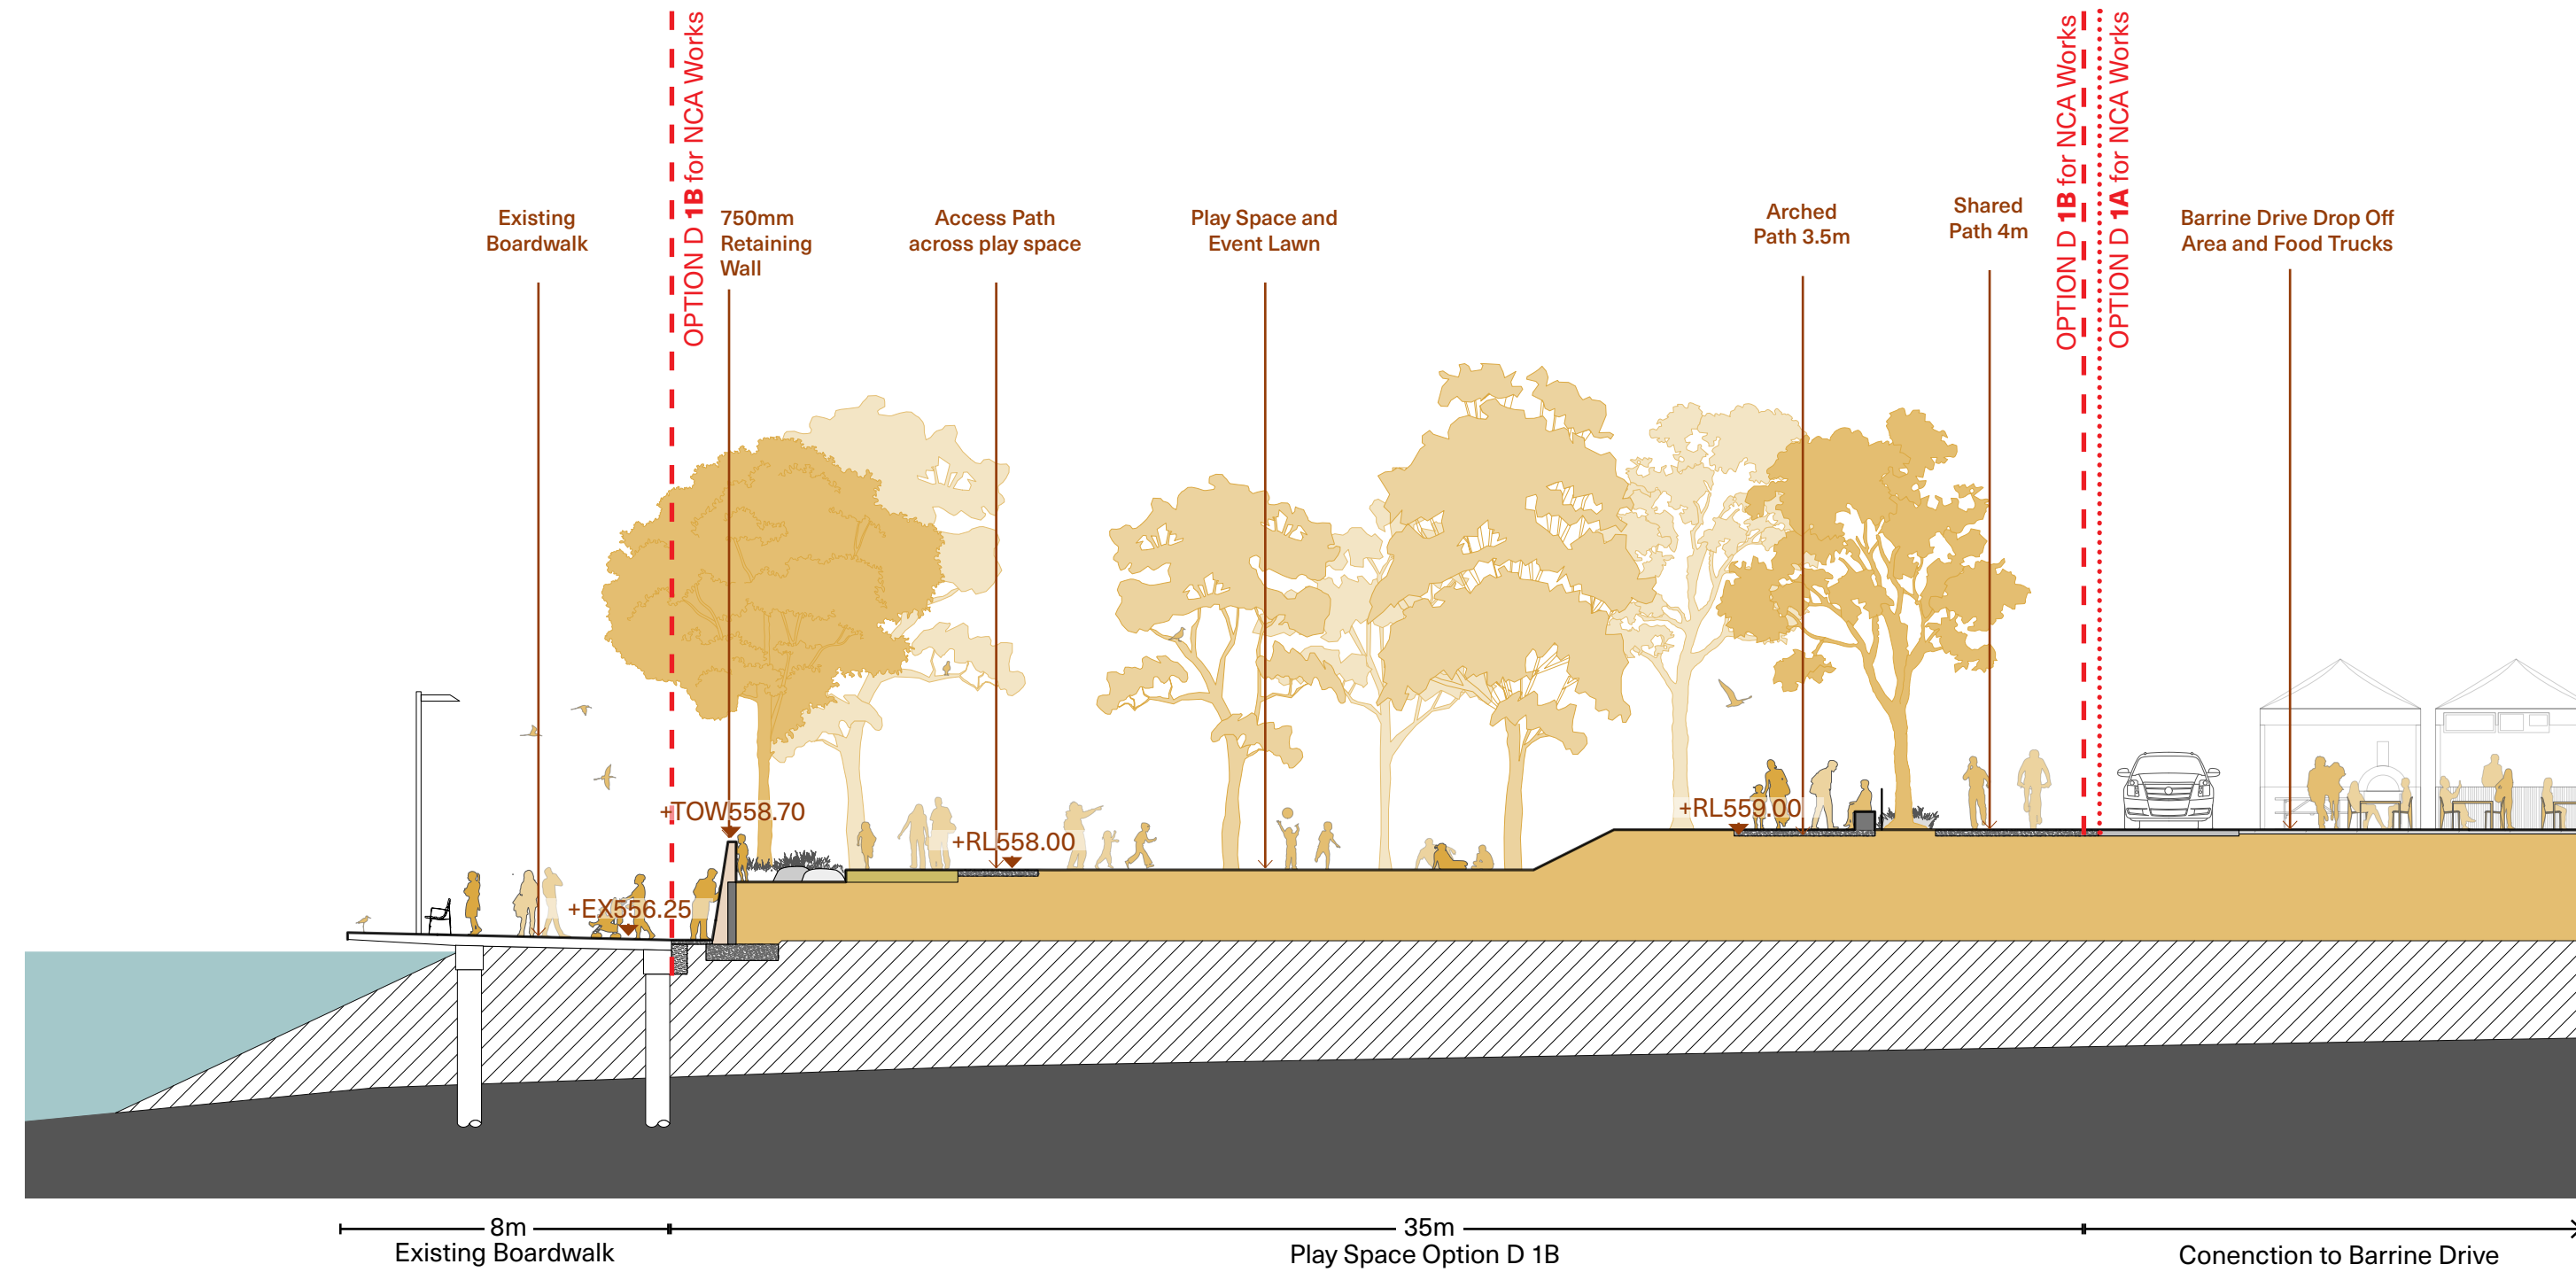 OPTION D 1B for NCA Works
OPTION D 1B for NCA Works
OPTION D 1A for NCA Works
Existing
Boardwalk
750mm
Retaining
Wall
Access Path
across play space
Play Space and
Event Lawn
Arched
Path 3.5m
Shared
Path 4m
Barrine Drive Drop Off
Area and Food Trucks
+TOW558.70
+RL559.00
+RL558.00
+EX556.25
8m
Existing Boardwalk
35m
Play Space Option D 1B
Conenction to Barrine Drive